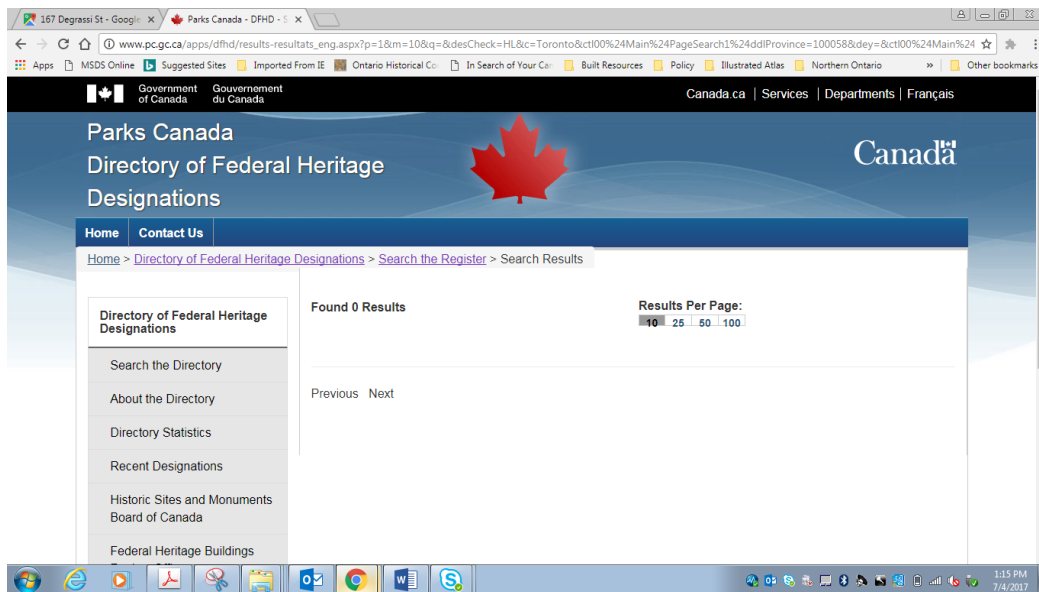 167 Degrassi St - Google
Parks Canada - DFHD - S
www.pc.gc.ca/apps/dfhd/results-resultats_eng.aspx?p=1&m=10&q=&desCheck=HL&c=Toronto&ctl00%24Main%24PageSearch1%24ddlProvince=100058&dey=&ctl00%24Main%24
Apps MSDS Online Suggested Sites Imported From IE Ontario Historical Co In Search of Your Can Built Resources Policy Illustrated Atlas Northern Ontario » Other bookmarks
Government of Canada
Gouvernement du Canada
Canada.ca | Services | Departments | Français
Parks Canada
Directory of Federal Heritage
Designations
Canada
Home Contact Us
Home > Directory of Federal Heritage Designations > Search the Register > Search Results
Directory of Federal Heritage
Designations
Search the Directory
About the Directory
Directory Statistics
Recent Designations
Historic Sites and Monuments
Board of Canada
Federal Heritage Buildings
Found 0 Results
Results Per Page:
10 25 50 100
Previous Next
1:15 PM
7/4/2017